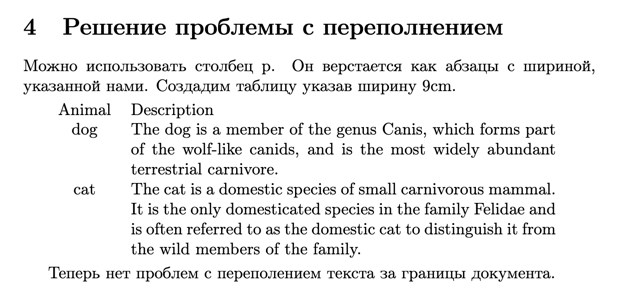 4 Решение проблемы с переполнением
Можно использовать столбец p. Он верстается как абзацы с шириной,
указанной нами. Создадим таблицу указав ширину 9cm.
Animal Description
dog The dog is a member of the genus Canis, which forms part
of the wolf-like canids, and is the most widely abundant
terrestrial carnivore.
cat The cat is a domestic species of small carnivorous mammal.
It is the only domesticated species in the family Felidae and
is often referred to as the domestic cat to distinguish it from
the wild members of the family.
Теперь нет проблем с переполением текста за границы документа.